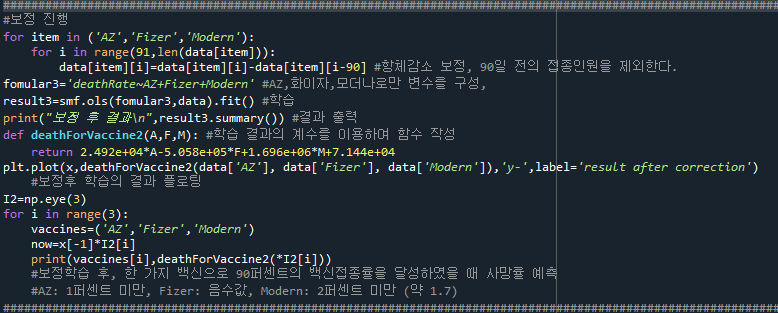 ################################################################################
#보정 진행
for item in ('AZ','Fizer','Modern'):
    for i in range(91,len(data[item])):
        data[item][i]=data[item][i]-data[item][i-90] #항체감소 보정, 90일 전의 접종인원을 제외한다.
fomular3='deathRate~AZ+Fizer+Modern' #AZ,화이자,모더나로만 변수를 구성,
result3=smf.ols(fomular3,data).fit() #학습
print("보정 후 결과\n",result3.summary()) #결과 출력
def deathForVaccine2(A,F,M): #학습 결과의 계수를 이용하여 함수 작성
    return 2.492e+04*A-5.058e+05*F+1.696e+06*M+7.144e+04
plt.plot(x,deathForVaccine2(data['AZ'], data['Fizer'], data['Modern']),'y-',label='result after correction')
    #보정후 학습의 결과 플로팅
I2=np.eye(3)
for i in range(3):
    vaccines=('AZ','Fizer','Modern')
    now=x[-1]*I2[i]
    print(vaccines[i],deathForVaccine2(*I2[i]))
    #보정학습 후, 한 가지 백신으로 90퍼센트의 백신접종률을 달성하였을 때 사망률 예측
    #AZ: 1퍼센트 미만, Fizer: 음수값, Modern: 2퍼센트 미만 (약 1.7)
################################################################################